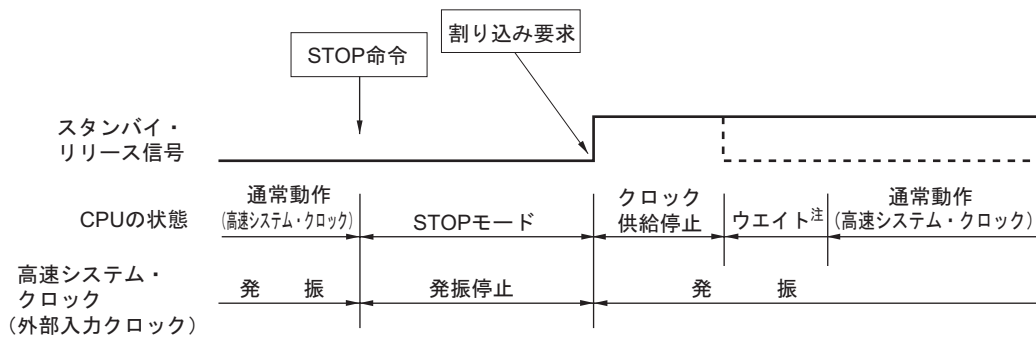 割り込み要求
STOP命令
スタンバイ・
リリース信号
CPUの状態
通常動作
(高速システム・クロック)
STOPモード
クロック
供給停止
ウエイト注
通常動作
(高速システム・クロック)
高速システム・
クロック
(外部入力クロック)
発 振
発振停止
発 振